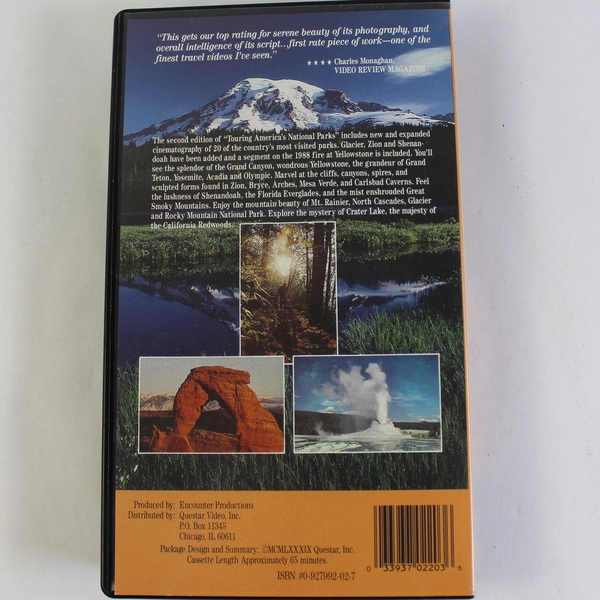 “This gets our top rating for serene beauty of its photography, and
overall intelligence of its script...first rate piece of work—one of the
finest travel videos I've seen.”
★★★★ Charles Monaghan,
VIDEO REVIEW MAGAZINE
The second edition of “Touring America's National Parks” includes new and expanded
cinematography of 20 of the country's most visited parks. Glacier, Zion and Shenan-
doah have been added and a segment on the 1988 fire at Yellowstone is included. You'll
see the splendor of the Grand Canyon, wondrous Yellowstone, the grandeur of Grand
Teton, Yosemite, Acadia and Olympic. Marvel at the cliffs, canyons, spires, and
sculpted forms found in Zion, Bryce, Arches, Mesa Verde, and Carlsbad Caverns. Feel
the lushness of Shenandoah, the Florida Everglades, and the mist enshrouded Great
Smoky Mountains. Enjoy the mountain beauty of Mt. Rainier, North Cascades, Glacier
and Rocky Mountain National Park. Explore the mystery of Crater Lake, the majesty of
the California Redwoods.
Produced by: Encounter Productions
Distributed by: Questar Video, Inc.
P.O. Box 11345
Chicago, IL 60611
Package Design and Summary: ©MCMLXXXIX Questar, Inc.
Cassette Length Approximately 65 minutes.
ISBN #0-927992-02-7
0 33937 02203 6